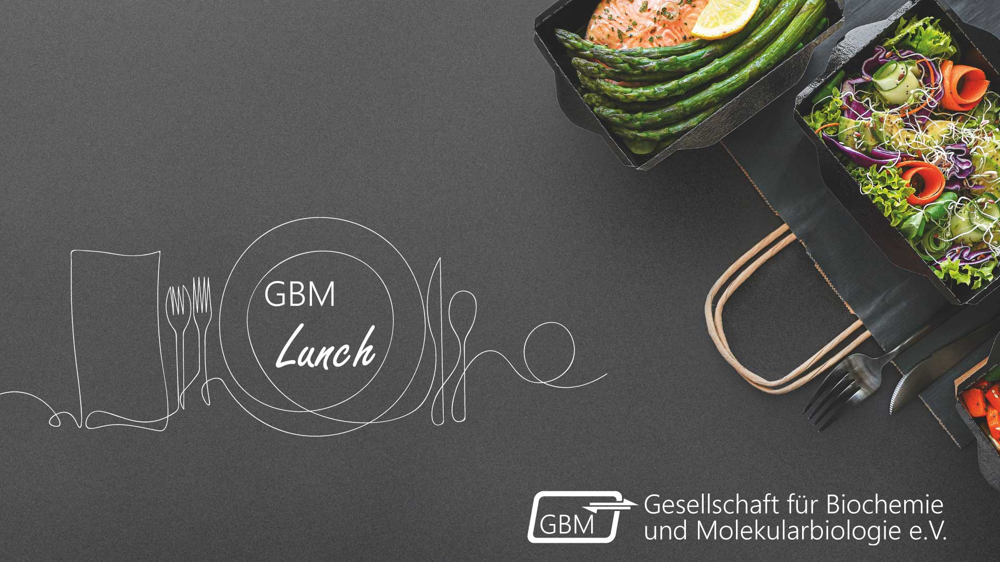 GBM
Lunch
GBM
Gesellschaft für Biochemie
und Molekularbiologie e.V.